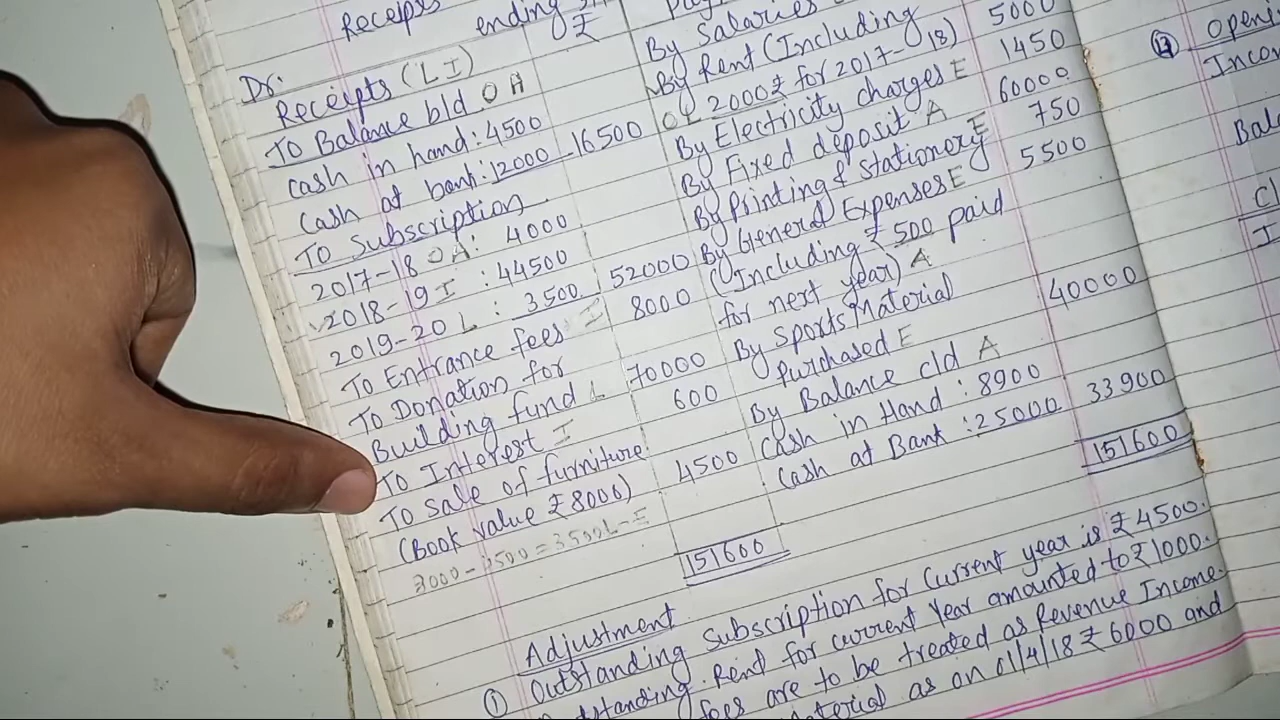 Receipts
ending
₹
Dr.
Receipts (L I)
To Balance b/d O A
Cash in hand: 4500
Cash at bank: 12000 16500
To Subscription
2017-18 OA: 4000
2018-19 I : 44500
2019-20 L : 3500 52000
To Entrance fees I 8000
To Donation for
Building fund L 70000
To Interest I 600
To Sale of furniture
(Book value ₹8000) 4500
= 3500 L-E
151600
By Salaries
By Rent (Including 5000
OL 2000₹ for 2017-18)
By Electricity charges E 1450
By Fixed deposit A 60000
By Printing & Stationery E 750
By General Expenses E 5500
(Including ₹500 paid
for next year) A
By Sports Material
Purchased E 40000
By Balance c/d A
Cash in Hand : 8900
Cash at Bank : 25000 33900
151600
Adjustment
① Outstanding Subscription for current year is ₹4500.
Rent for current year amounted to ₹1000.
fees are to be treated as Revenue Income.
as on 01/4/18 ₹6000 and